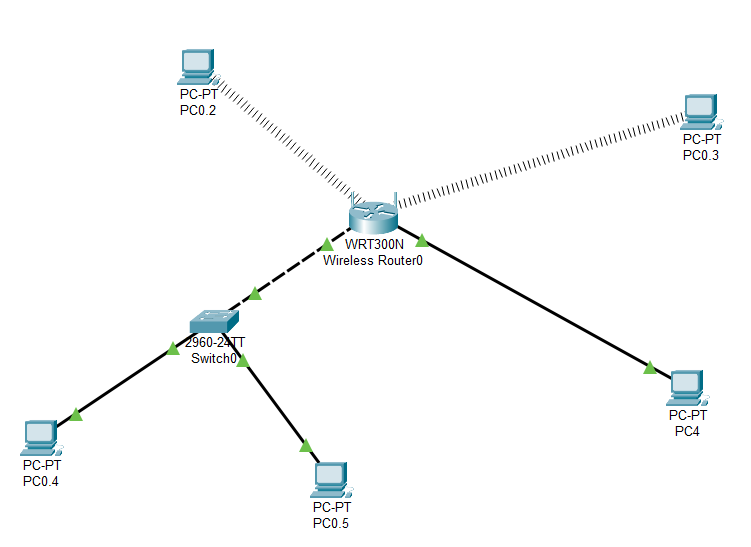 PC-PT
PC0.2
PC-PT
PC0.3
WRT300N
Wireless Router0
2960-24TT
Switch0
PC-PT
PC4
PC-PT
PC0.4
PC-PT
PC0.5